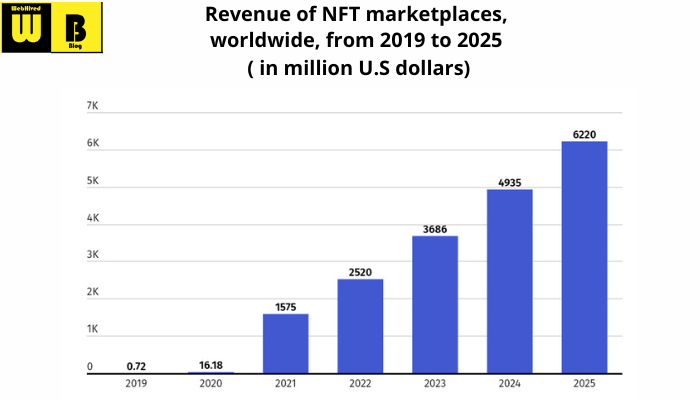 WebHired
W
B
Blog
Revenue of NFT marketplaces,
worldwide, from 2019 to 2025
( in million U.S dollars)
7K
6K
5K
4K
3K
2K
1K
0
0.72
16.18
1575
2520
3686
4935
6220
2019 2020 2021 2022 2023 2024 2025